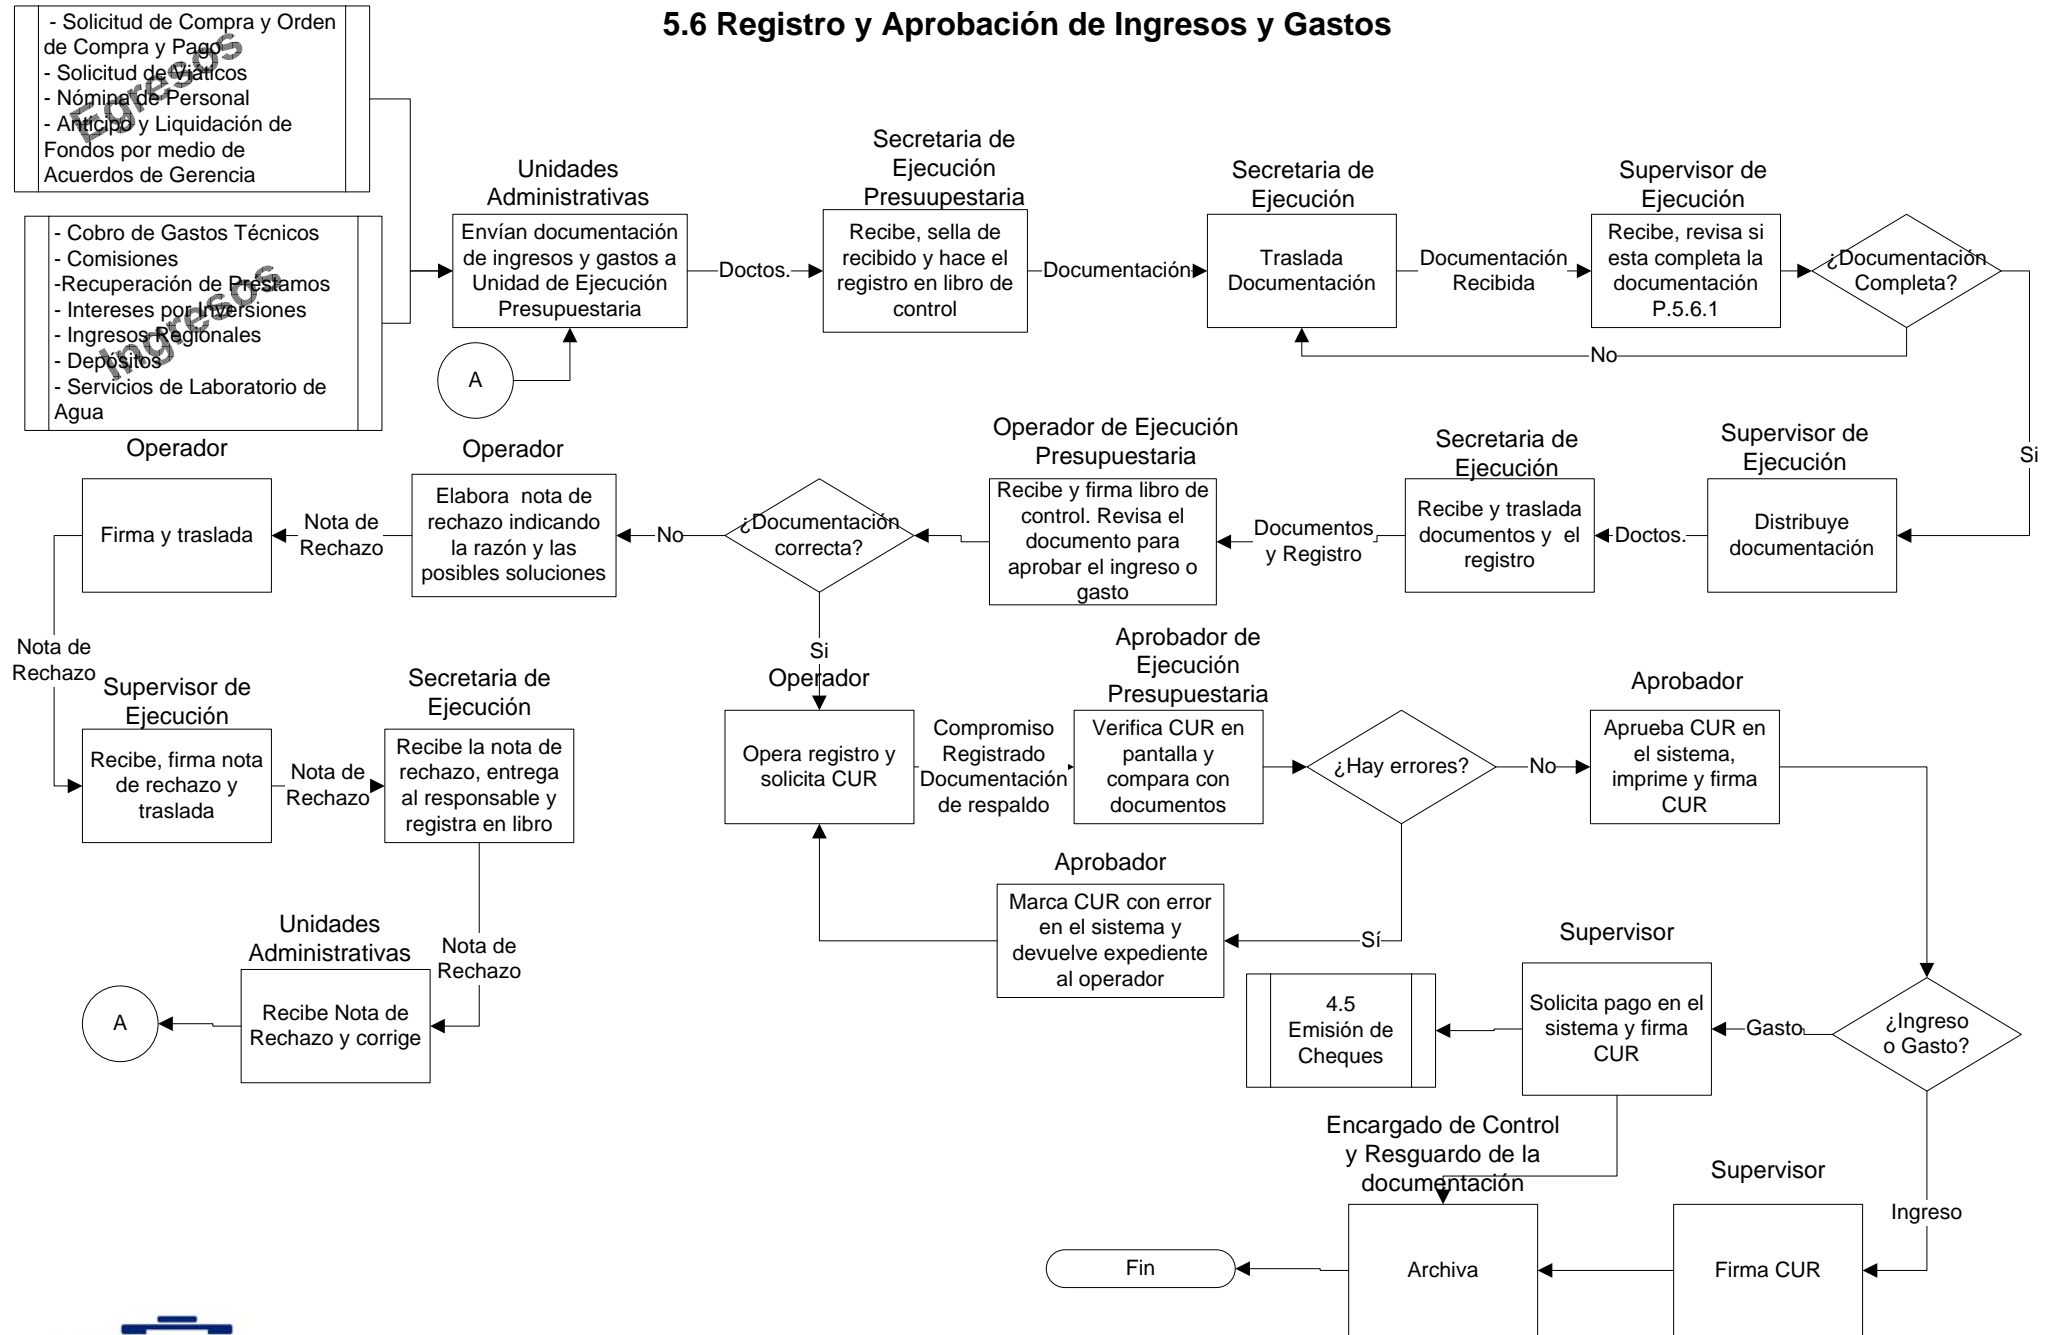 5.6 Registro y Aprobación de Ingresos y Gastos
- Solicitud de Compra y Orden
de Compra y Pago
- Solicitud de Viáticos
- Nómina de Personal
- Anticipo y Liquidación de
Fondos por medio de
Acuerdos de Gerencia
Egresos
- Cobro de Gastos Técnicos
- Comisiones
-Recuperación de Préstamos
- Intereses por Inversiones
- Ingresos Regionales
- Depósitos
- Servicios de Laboratorio de
Agua
Ingresos
Unidades
Administrativas
Envían documentación
de ingresos y gastos a
Unidad de Ejecución
Presupuestaria
A
Doctos.
Secretaria de
Ejecución
Presuupestaria
Recibe, sella de
recibido y hace el
registro en libro de
control
Documentación
Secretaria de
Ejecución
Traslada
Documentación
Documentación
Recibida
Supervisor de
Ejecución
Recibe, revisa si
esta completa la
documentación
P.5.6.1
¿Documentación
Completa?
No
Si
Supervisor de
Ejecución
Distribuye
documentación
Doctos.
Secretaria de
Ejecución
Recibe y traslada
documentos y el
registro
Documentos
y Registro
Operador de Ejecución
Presupuestaria
Recibe y firma libro de
control. Revisa el
documento para
aprobar el ingreso o
gasto
¿Documentación
correcta?
No
Operador
Elabora nota de
rechazo indicando
la razón y las
posibles soluciones
Nota de
Rechazo
Operador
Firma y traslada
Nota de
Rechazo
Supervisor de
Ejecución
Recibe, firma nota
de rechazo y
traslada
Nota de
Rechazo
Secretaria de
Ejecución
Recibe la nota de
rechazo, entrega
al responsable y
registra en libro
Nota de
Rechazo
Unidades
Administrativas
Recibe Nota de
Rechazo y corrige
A
Si
Operador
Opera registro y
solicita CUR
Compromiso
Registrado
Documentación
de respaldo
Aprobador de
Ejecución
Presupuestaria
Verifica CUR en
pantalla y
compara con
documentos
¿Hay errores?
No
Sí
Aprobador
Marca CUR con error
en el sistema y
devuelve expediente
al operador
Aprobador
Aprueba CUR en
el sistema,
imprime y firma
CUR
¿Ingreso
o Gasto?
Gasto
Supervisor
Solicita pago en el
sistema y firma
CUR
4.5
Emisión de
Cheques
Ingreso
Supervisor
Firma CUR
Encargado de Control
y Resguardo de la
documentación
Archiva
Fin